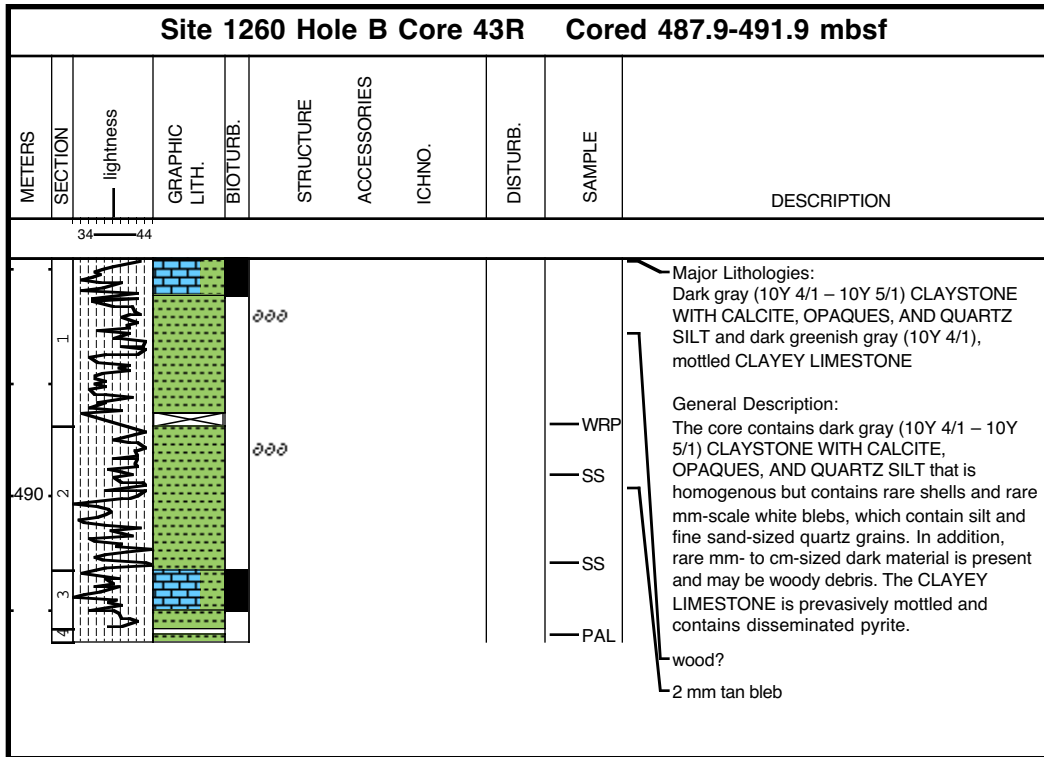 Site 1260 Hole B Core 43R Cored 487.9-491.9 mbsf
METERS
SECTION
lightness
GRAPHIC
LITH.
BIOTURB.
STRUCTURE
ACCESSORIES
ICHNO.
DISTURB.
SAMPLE
DESCRIPTION
34 44
1
2
3
4
490
WRP
SS
SS
PAL
Major Lithologies:
Dark gray (10Y 4/1 – 10Y 5/1) CLAYSTONE
WITH CALCITE, OPAQUES, AND QUARTZ
SILT and dark greenish gray (10Y 4/1),
mottled CLAYEY LIMESTONE
General Description:
The core contains dark gray (10Y 4/1 – 10Y
5/1) CLAYSTONE WITH CALCITE,
OPAQUES, AND QUARTZ SILT that is
homogenous but contains rare shells and rare
mm-scale white blebs, which contain silt and
fine sand-sized quartz grains. In addition,
rare mm- to cm-sized dark material is present
and may be woody debris. The CLAYEY
LIMESTONE is prevasively mottled and
contains disseminated pyrite.
wood?
2 mm tan bleb